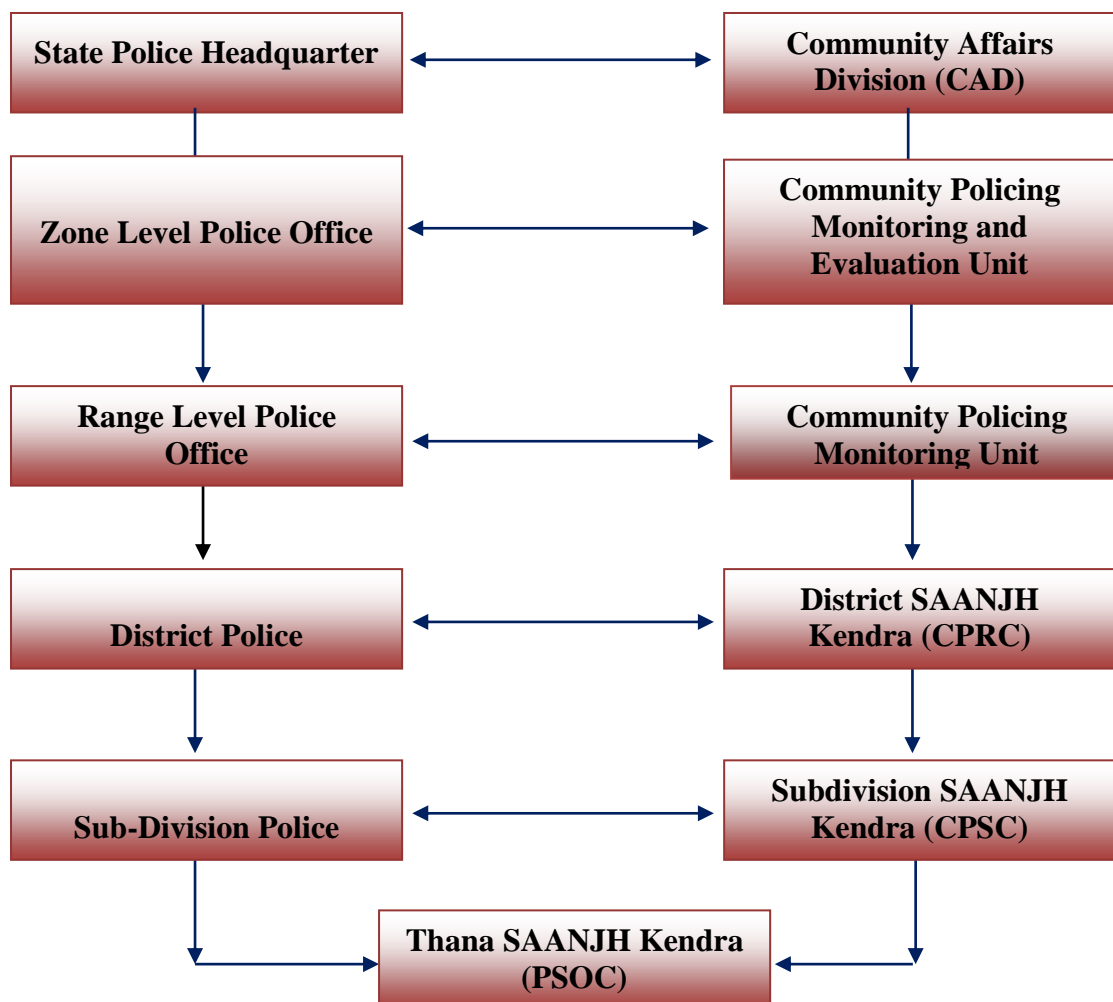 State Police Headquarter
Community Affairs
Division (CAD)
Zone Level Police Office
Community Policing
Monitoring and
Evaluation Unit
Range Level Police
Office
Community Policing
Monitoring Unit
District Police
District SAANJH
Kendra (CPRC)
Sub-Division Police
Subdivision SAANJH
Kendra (CPSC)
Thana SAANJH Kendra
(PSOC)